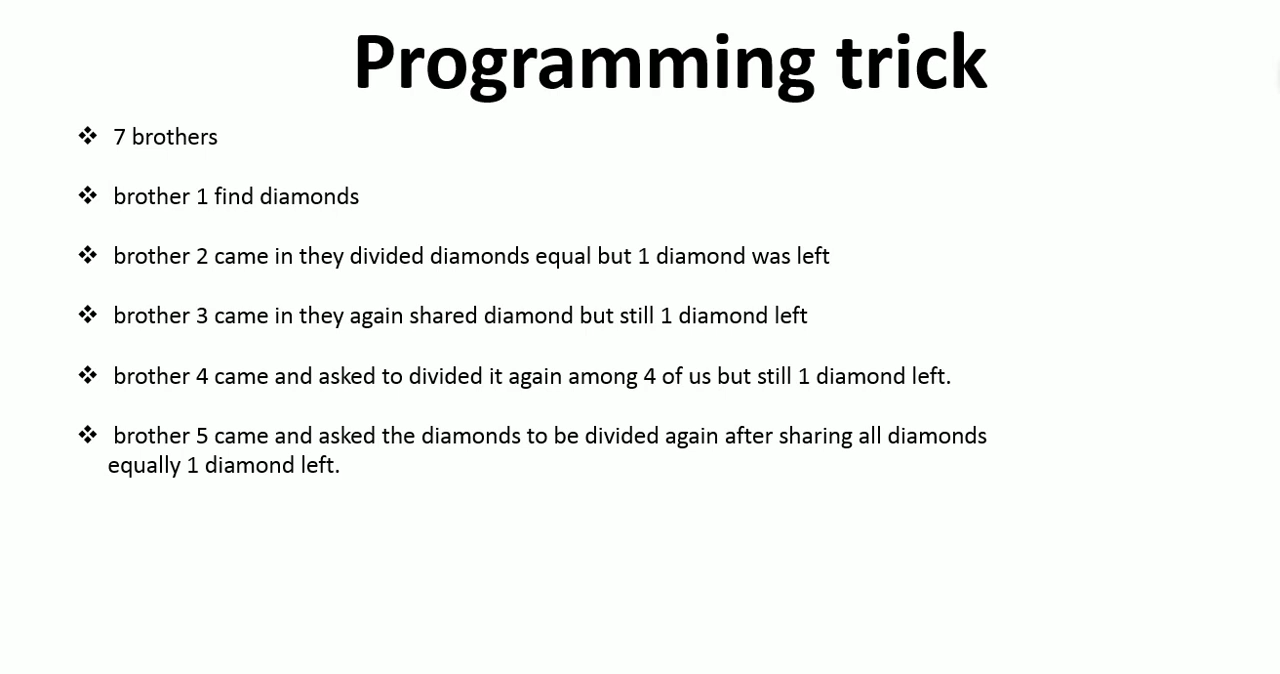 Programming trick
❖ 7 brothers
❖ brother 1 find diamonds
❖ brother 2 came in they divided diamonds equal but 1 diamond was left
❖ brother 3 came in they again shared diamond but still 1 diamond left
❖ brother 4 came and asked to divided it again among 4 of us but still 1 diamond left.
❖ brother 5 came and asked the diamonds to be divided again after sharing all diamonds
equally 1 diamond left.